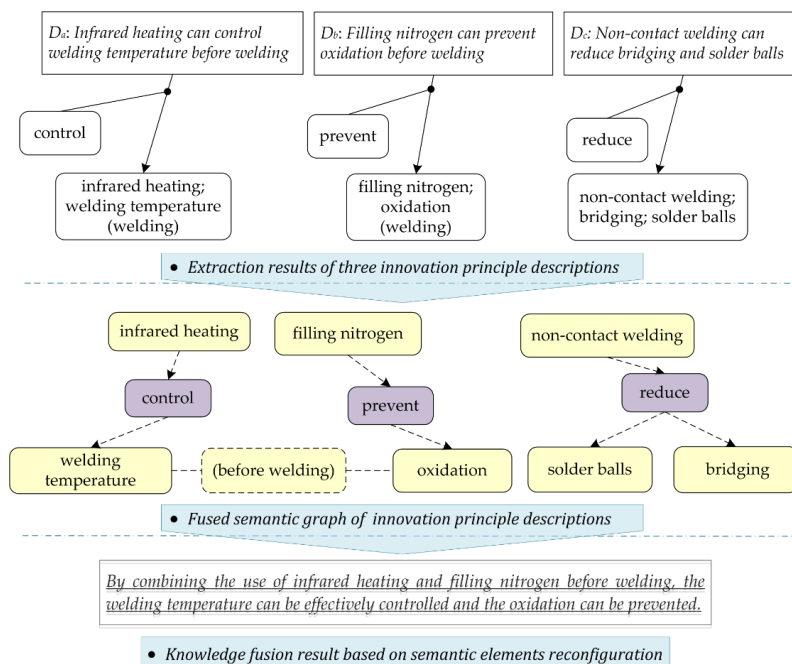 Da: Infrared heating can control
welding temperature before welding
Db: Filling nitrogen can prevent
oxidation before welding
Dc: Non-contact welding can
reduce bridging and solder balls
control
prevent
reduce
infrared heating;
welding temperature
(welding)
filling nitrogen;
oxidation
(welding)
non-contact welding;
bridging; solder balls
● Extraction results of three innovation principle descriptions
infrared heating
filling nitrogen
non-contact welding
control
prevent
reduce
welding
temperature
(before welding)
oxidation
solder balls
bridging
● Fused semantic graph of innovation principle descriptions
By combining the use of infrared heating and filling nitrogen before welding, the
welding temperature can be effectively controlled and the oxidation can be prevented.
● Knowledge fusion result based on semantic elements reconfiguration